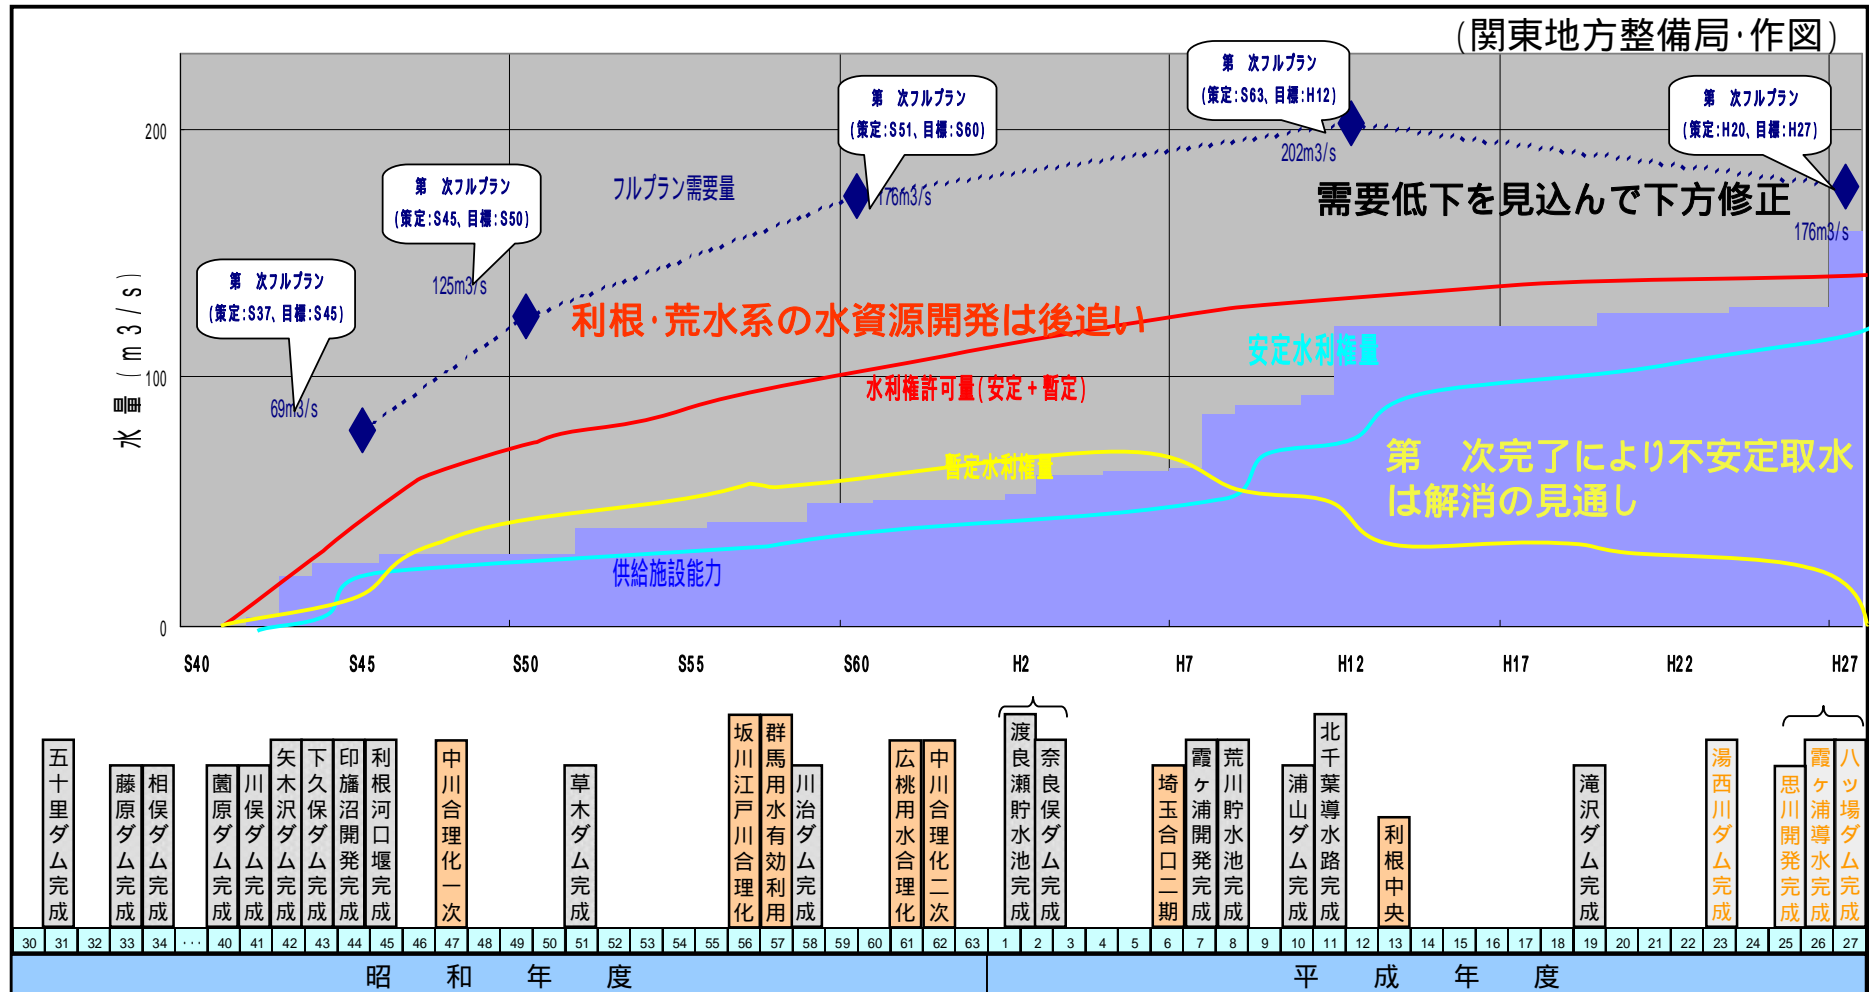 (関東地方整備局·作図)
第　次フルプラン
(策定:S63、目標:H12)
第　次フルプラン
(策定:S51、目標:S60)
第　次フルプラン
(策定:H20、目標:H27)
第　次フルプラン
(策定:S45、目標:S50)
第　次フルプラン
(策定:S37、目標:S45)
水量(m3/s)
200
100
0
フルプラン需要量
69m3/s
125m3/s
176m3/s
202m3/s
176m3/s
需要低下を見込んで下方修正
利根·荒水系の水資源開発は後追い
安定水利権量
水利権許可量(安定+暫定)
暫定水利権量
第　次完了により不安定取水
は解消の見通し
供給施設能力
S40 S45 S50 S55 S60 H2 H7 H12 H17 H22 H27
五十里ダム完成
藤原ダム完成
相俣ダム完成
薗原ダム完成
川俣ダム完成
矢木沢ダム完成
下久保ダム完成
印旛沼開発完成
利根河口堰完成
中川合理化一次
草木ダム完成
坂川江戸川合理化
群馬用水有効利用
川治ダム完成
広桃用水合理化
中川合理化二次
渡良瀬貯水池完成
奈良俣ダム完成
埼玉合口二期
霞ヶ浦開発完成
荒川貯水池完成
浦山ダム完成
北千葉導水路完成
利根中央
滝沢ダム完成
湯西川ダム完成
思川開発完成
霞ヶ浦導水完成
八ッ場ダム完成
30 31 32 33 34 ··· 40 41 42 43 44 45 46 47 48 49 50 51 52 53 54 55 56 57 58 59 60 61 62 63 1 2 3 4 5 6 7 8 9 10 11 12 13 14 15 16 17 18 19 20 21 22 23 24 25 26 27
昭和年度 平成年度